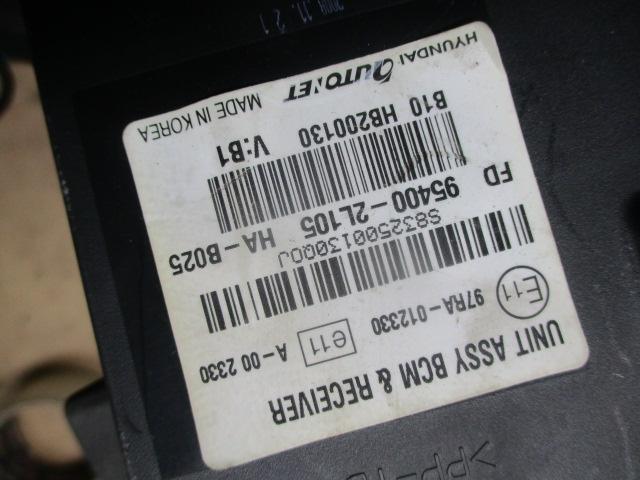 UNIT ASSY BCM & RECEIVER
E11 97RA-012330 e11 A-00 2330
S83250013000J
FD 95400-2L105 HA-B025
B10 HB200130 V:B1
HYUNDAI AUTONET MADE IN KOREA